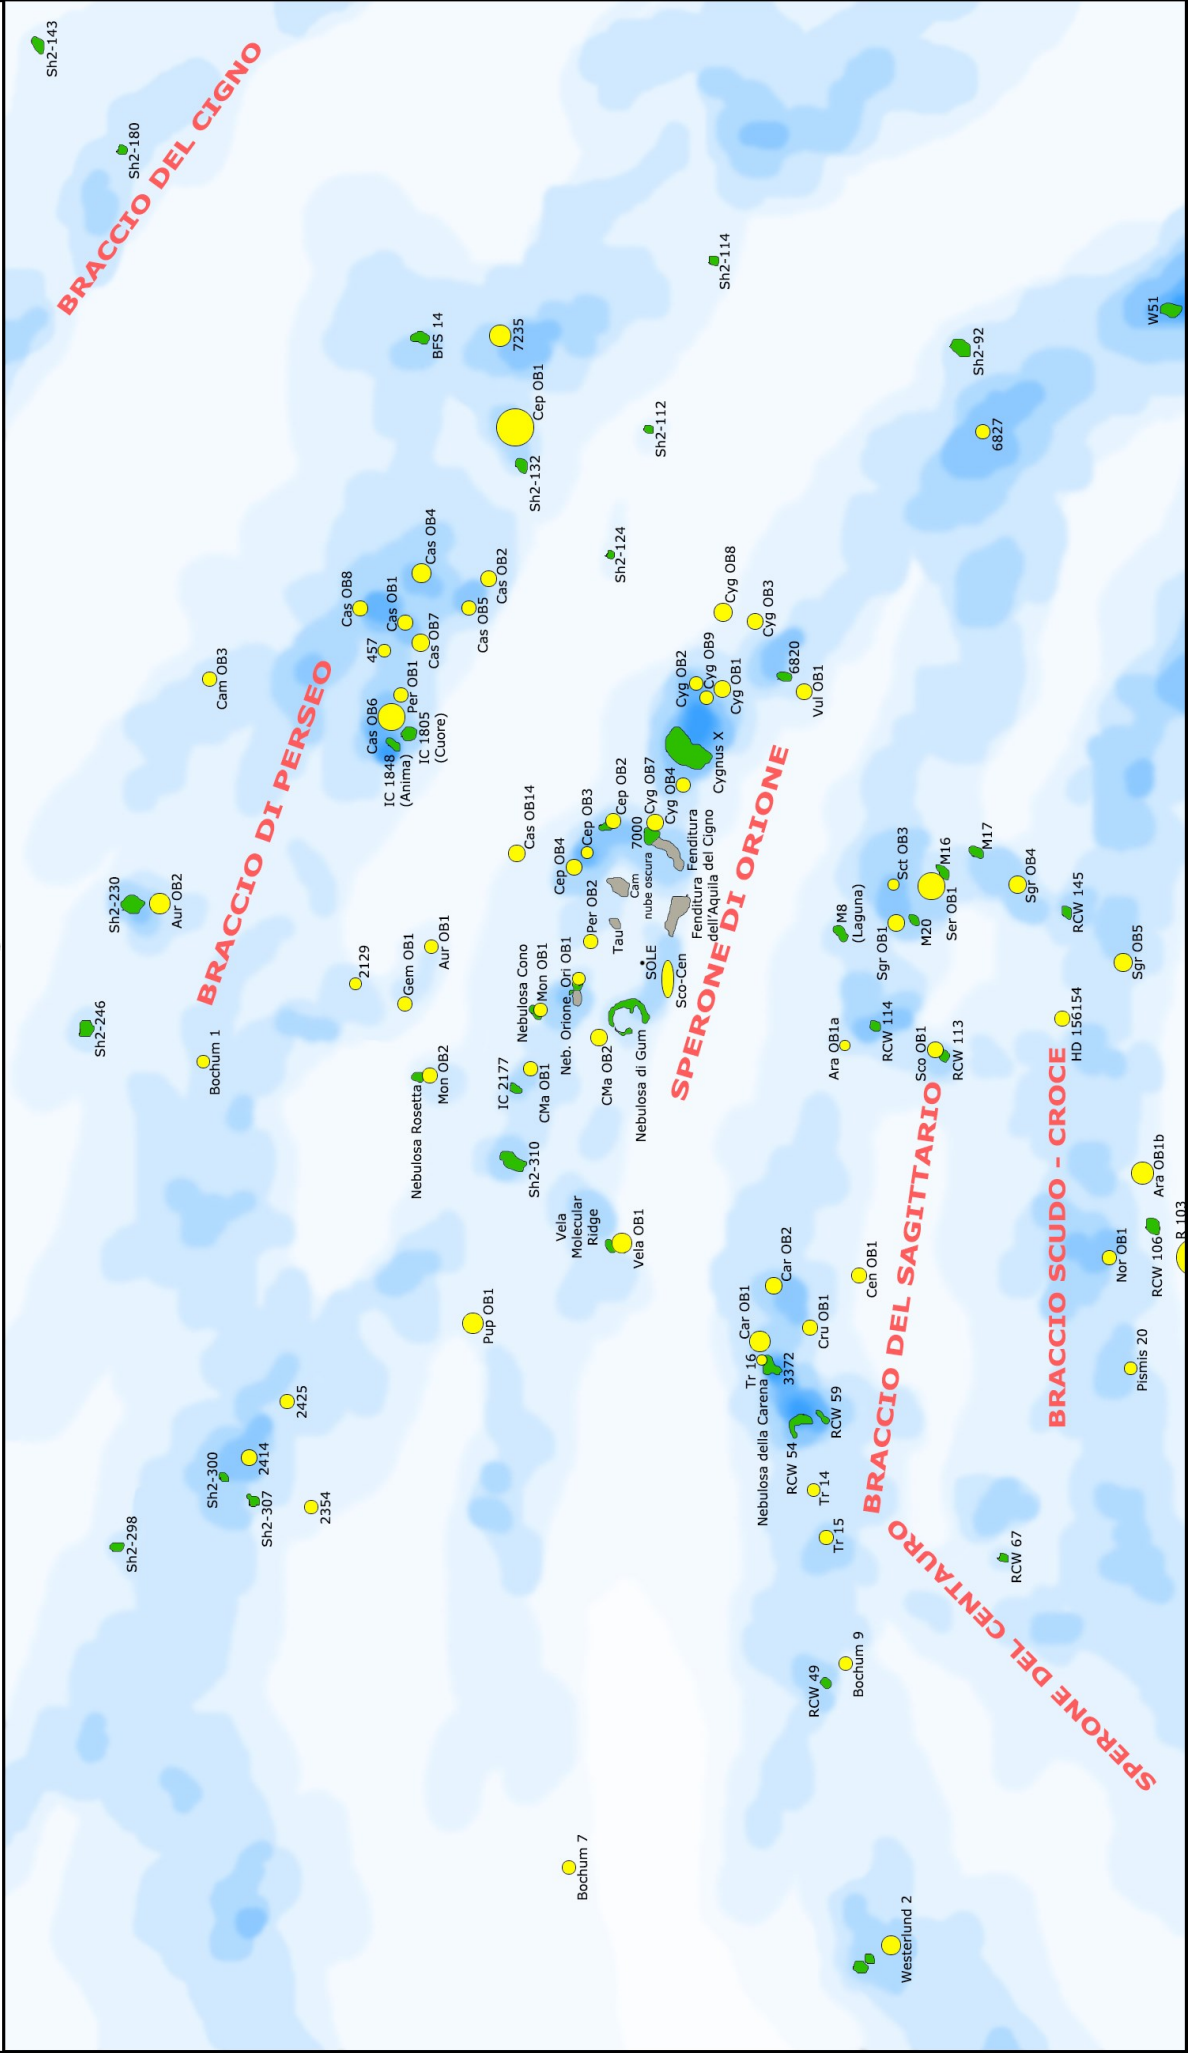 Sh2-143
Sh2-180
BRACCIO DEL CIGNO
Sh2-114
W51
Sh2-92
BFS 14
7235
Cep OB1
Sh2-132
Sh2-112
6827
Sh2-124
Cas OB4
Cas OB2
Cas OB8
Cas OB1
Cas OB5
Cas OB7
457
Cam OB3
Per OB1
Cas OB6
IC 1805
(Cuore)
IC 1848
(Anima)
BRACCIO DI PERSEO
Cyg OB8
Cyg OB3
Cyg OB9
Cyg OB2
Cyg OB1
6820
Vul OB1
Cygnus X
Cyg OB4
Cyg OB7
Cep OB2
Cep OB3
Cep OB4
Cas OB14
7000
Fenditura
del Cigno
Cam
nube oscura
Fenditura
dell'Aquila
Tau
Per OB2
SOLE
Sco-Cen
SPERONE DI ORIONE
Sh2-230
Aur OB2
Aur OB1
2129
Gem OB1
Sh2-246
Bochum 1
Nebulosa Cono
Mon OB1
Ori OB1
Neb. Orione
CMa OB2
Nebulosa di Gum
Mon OB2
Nebulosa Rosetta
IC 2177
CMa OB1
Sh2-310
Vela
Molecular
Ridge
Vela OB1
Pup OB1
Sct OB3
M16
M17
M8
(Laguna)
Sgr OB1
M20
Ser OB1
Sgr OB4
RCW 145
Sgr OB5
HD 156154
Ara OB1a
RCW 114
Sco OB1
RCW 113
BRACCIO DEL SAGITTARIO
BRACCIO SCUDO - CROCE
Ara OB1b
R 103
RCW 106
Nor OB1
Pismis 20
Car OB2
Cen OB1
Car OB1
Cru OB1
Tr 16
3372
Nebulosa della Carena
RCW 59
RCW 54
Tr 14
Tr 15
SPERONE DEL CENTAURO
RCW 67
2425
2414
Sh2-300
Sh2-307
2354
Sh2-298
Bochum 9
RCW 49
Bochum 7
Westerlund 2